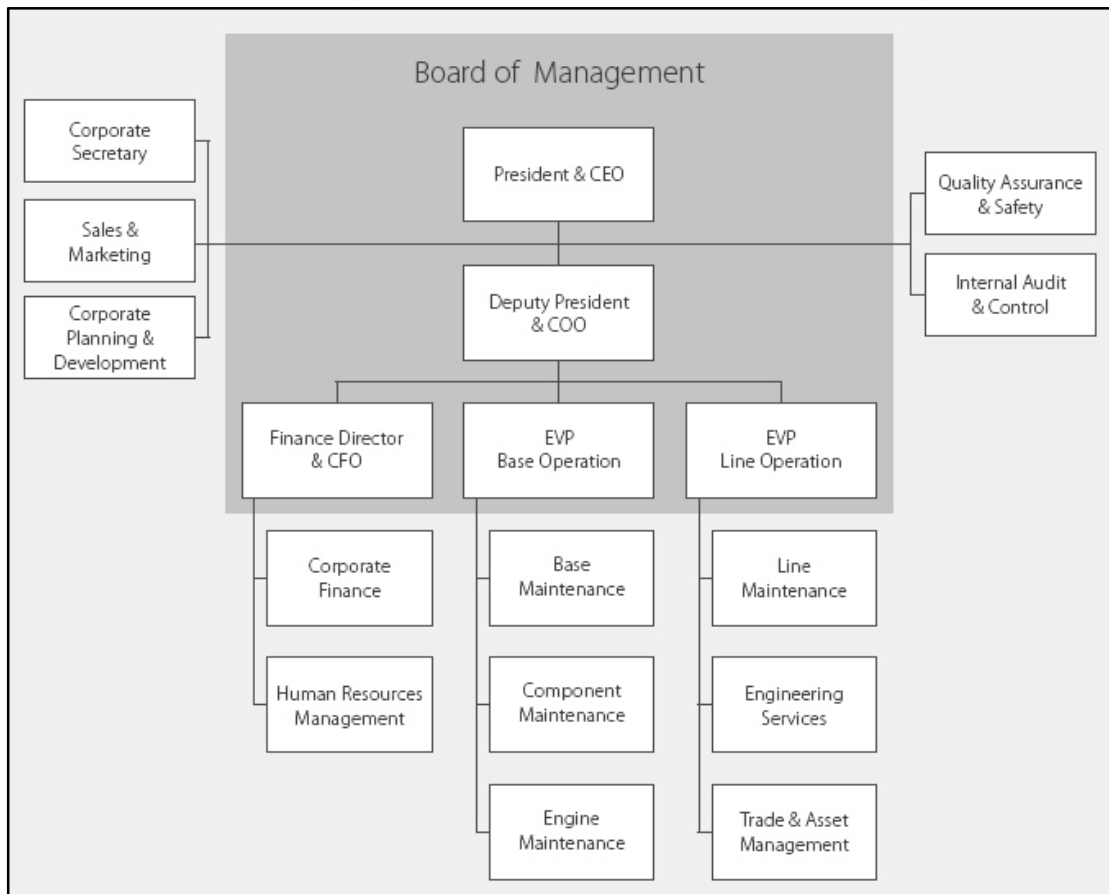 Board of Management
Corporate
Secretary
President & CEO
Quality Assurance
& Safety
Sales &
Marketing
Deputy President
& COO
Internal Audit
& Control
Corporate
Planning &
Development
Finance Director
& CFO
EVP
Base Operation
EVP
Line Operation
Corporate
Finance
Base
Maintenance
Line
Maintenance
Human Resources
Management
Component
Maintenance
Engineering
Services
Engine
Maintenance
Trade & Asset
Management